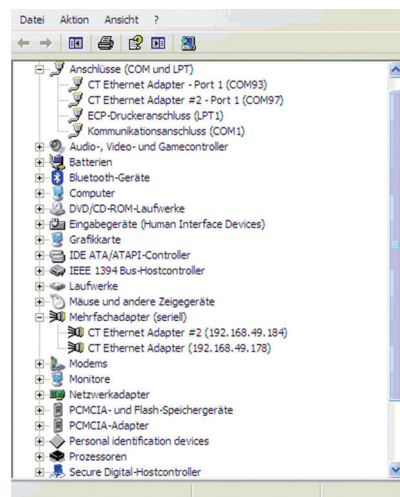 Datei Aktion Ansicht ?
Anschlüsse (COM und LPT)
CT Ethernet Adapter - Port 1 (COM93)
CT Ethernet Adapter #2 - Port 1 (COM97)
ECP-Druckeranschluss (LPT1)
Kommunikationsanschluss (COM1)
Audio-, Video- und Gamecontroller
Batterien
Bluetooth-Geräte
Computer
DVD/CD-ROM-Laufwerke
Eingabegeräte (Human Interface Devices)
Grafikkarte
IDE ATA/ATAPI-Controller
IEEE 1394 Bus-Hostcontroller
Laufwerke
Mäuse und andere Zeigegeräte
Mehrfachadapter (seriell)
CT Ethernet Adapter #2 (192.168.49.184)
CT Ethernet Adapter (192.168.49.178)
Modems
Monitore
Netzwerkadapter
PCMCIA- und Flash-Speichergeräte
PCMCIA-Adapter
Personal identification devices
Prozessoren
Secure Digital-Hostcontroller